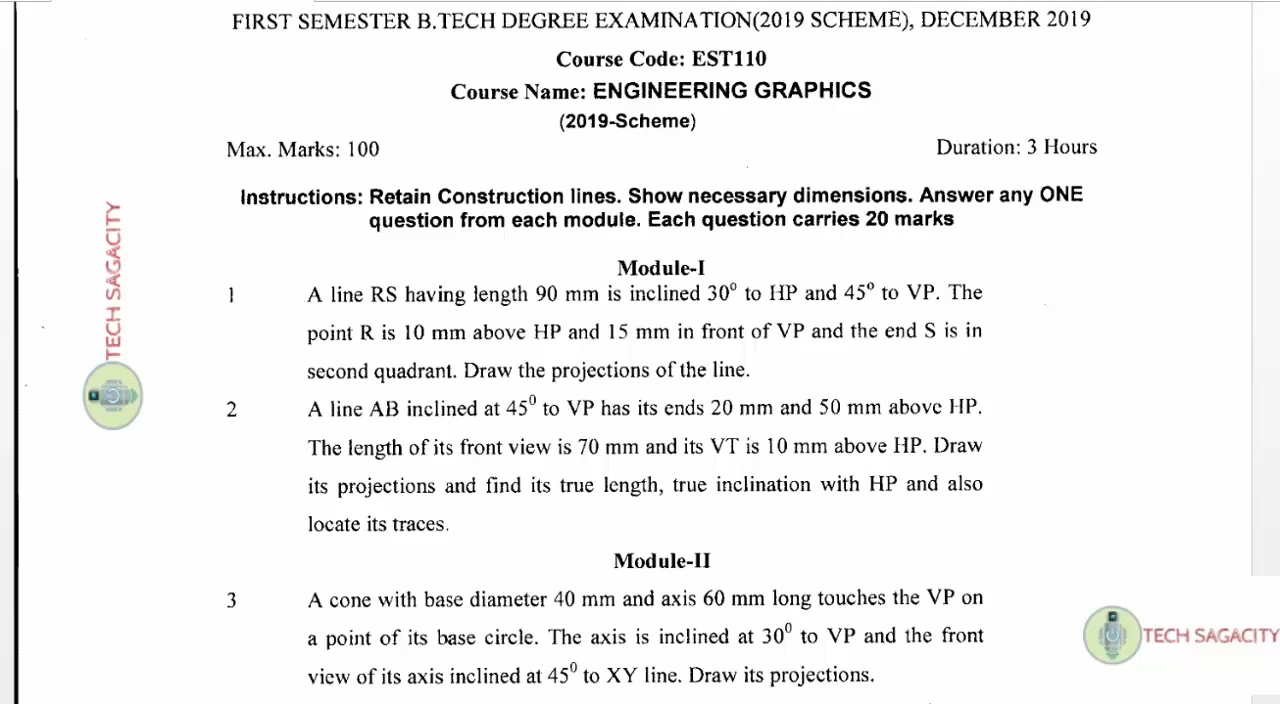 FIRST SEMESTER B.TECH DEGREE EXAMINATION(2019 SCHEME), DECEMBER 2019
Course Code: EST110
Course Name: ENGINEERING GRAPHICS
(2019-Scheme)
Max. Marks: 100 Duration: 3 Hours
Instructions: Retain Construction lines. Show necessary dimensions. Answer any ONE
question from each module. Each question carries 20 marks
Module-I
1 A line RS having length 90 mm is inclined 30⁰ to HP and 45⁰ to VP. The
point R is 10 mm above HP and 15 mm in front of VP and the end S is in
second quadrant. Draw the projections of the line.
2 A line AB inclined at 45⁰ to VP has its ends 20 mm and 50 mm above HP.
The length of its front view is 70 mm and its VT is 10 mm above HP. Draw
its projections and find its true length, true inclination with HP and also
locate its traces.
Module-II
3 A cone with base diameter 40 mm and axis 60 mm long touches the VP on
a point of its base circle. The axis is inclined at 30⁰ to VP and the front
view of its axis inclined at 45⁰ to XY line. Draw its projections.
TECH SAGACITY
TECH SAGACITY